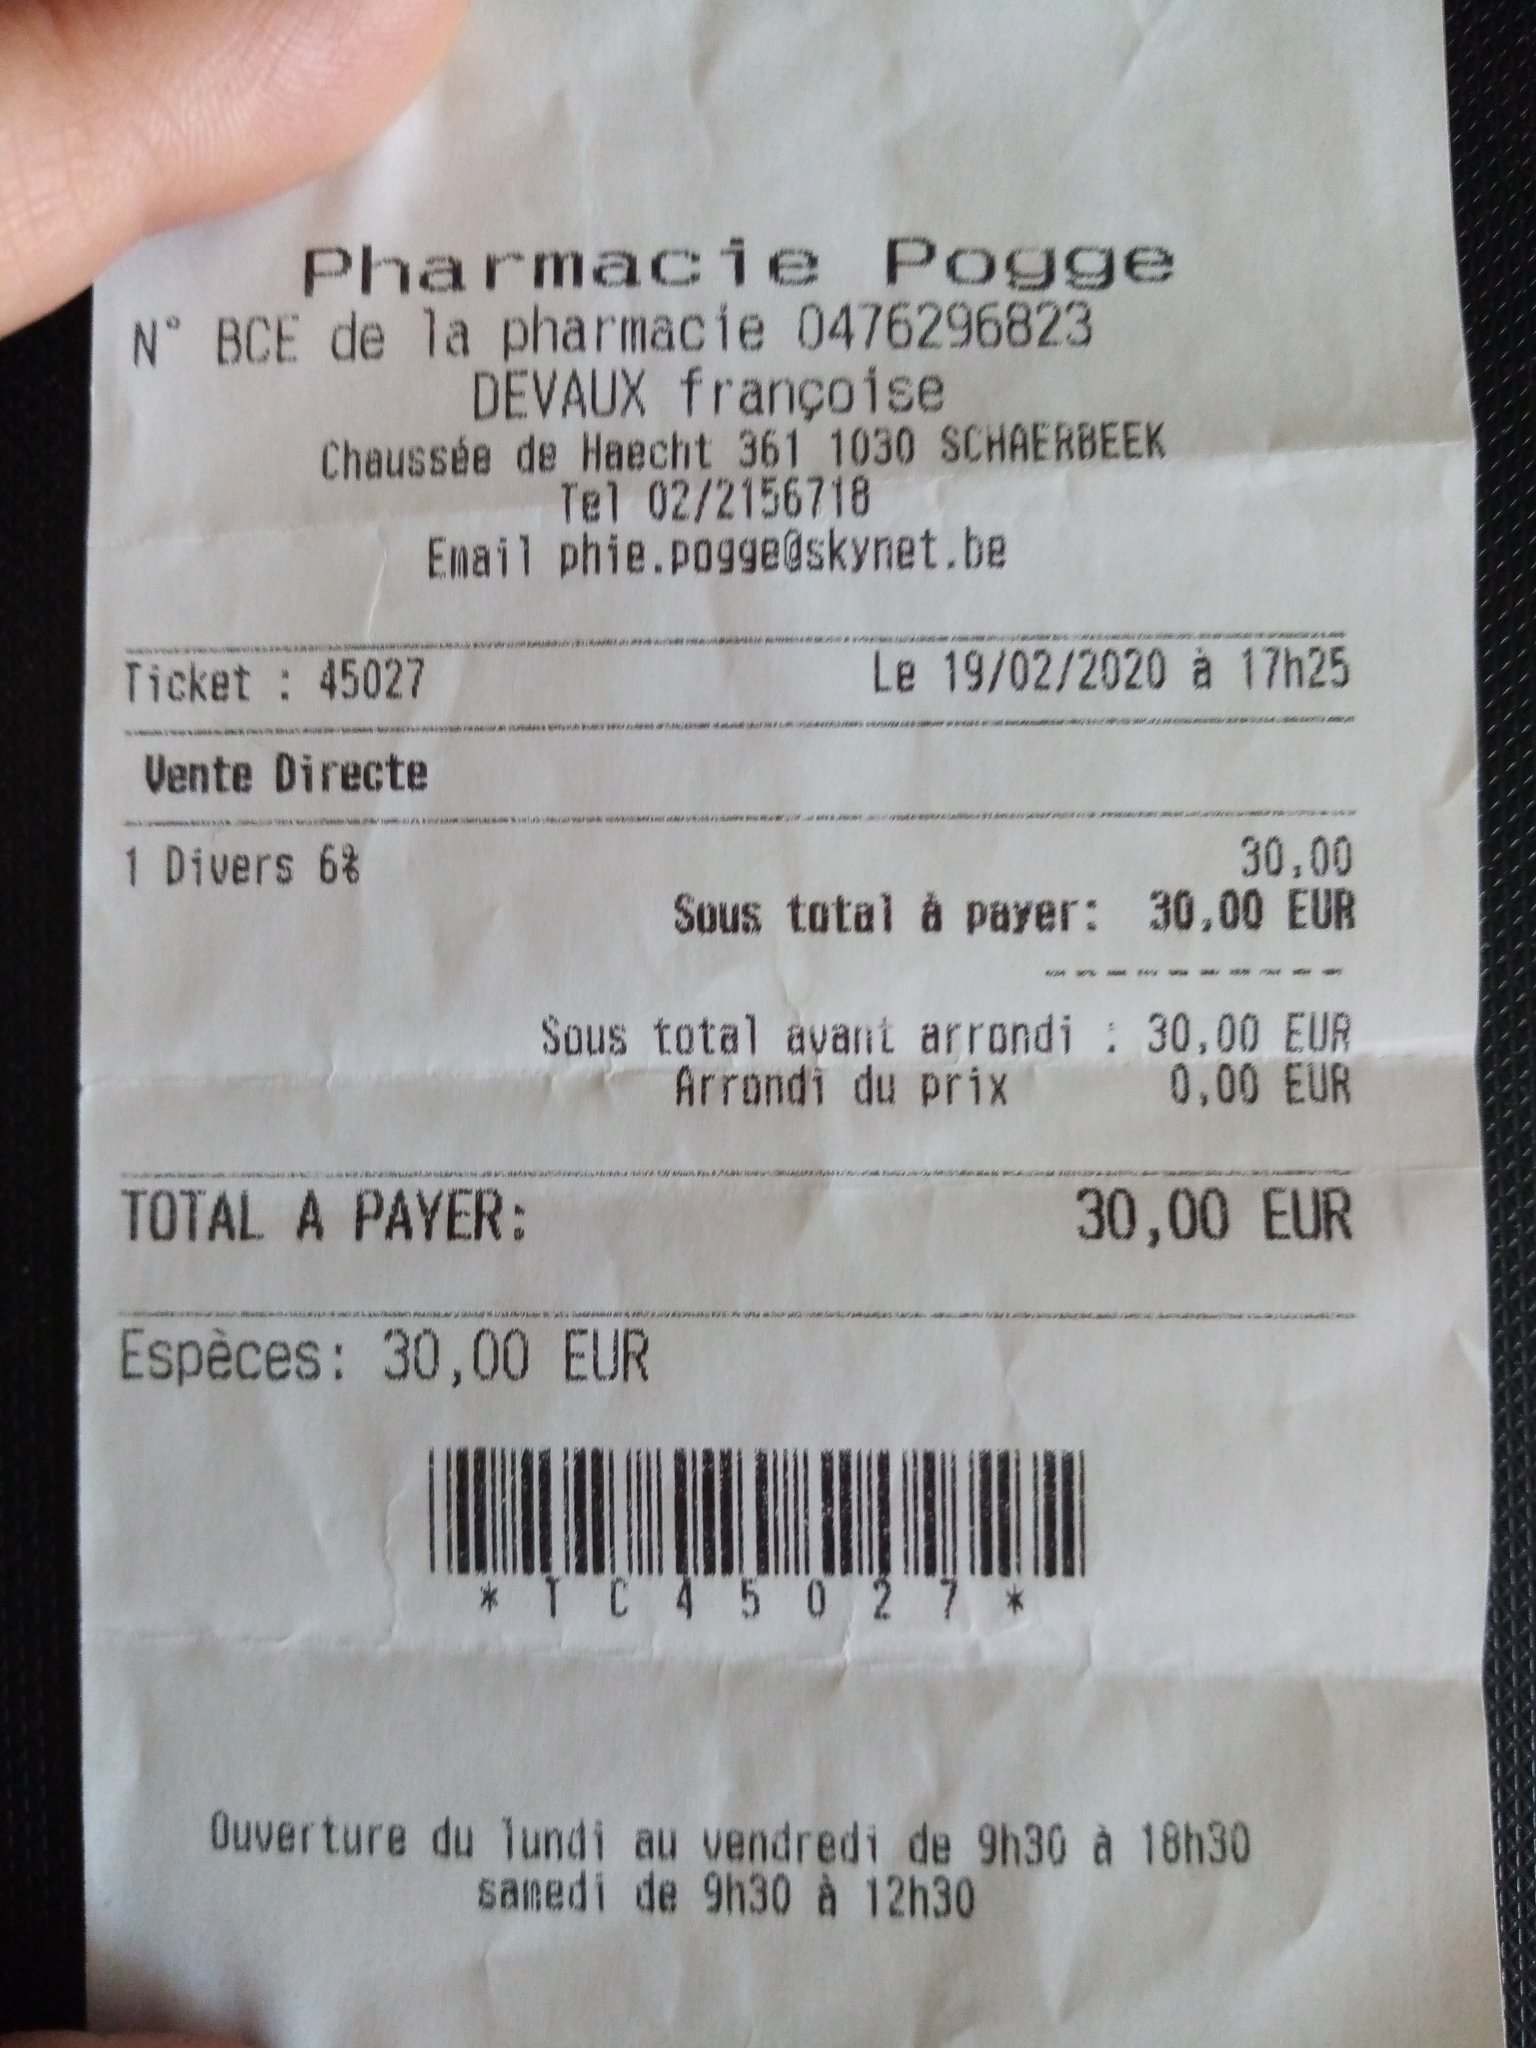 Pharmacie Pogge
N° BCE de la pharmacie 0476296823
DEVAUX françoise
Chaussée de Haecht 361 1030 SCHAERBEEK
Tel 02/2156718
Email phie.pogge@skynet.be
Ticket : 45027 Le 19/02/2020 à 17h25
Vente Directe
1 Divers 6% 30,00
Sous total à payer: 30,00 EUR
Sous total avant arrondi : 30,00 EUR
Arrondi du prix 0,00 EUR
TOTAL A PAYER: 30,00 EUR
Espèces: 30,00 EUR
*TC45027*
Ouverture du lundi au vendredi de 9h30 à 18h30
samedi de 9h30 à 12h30